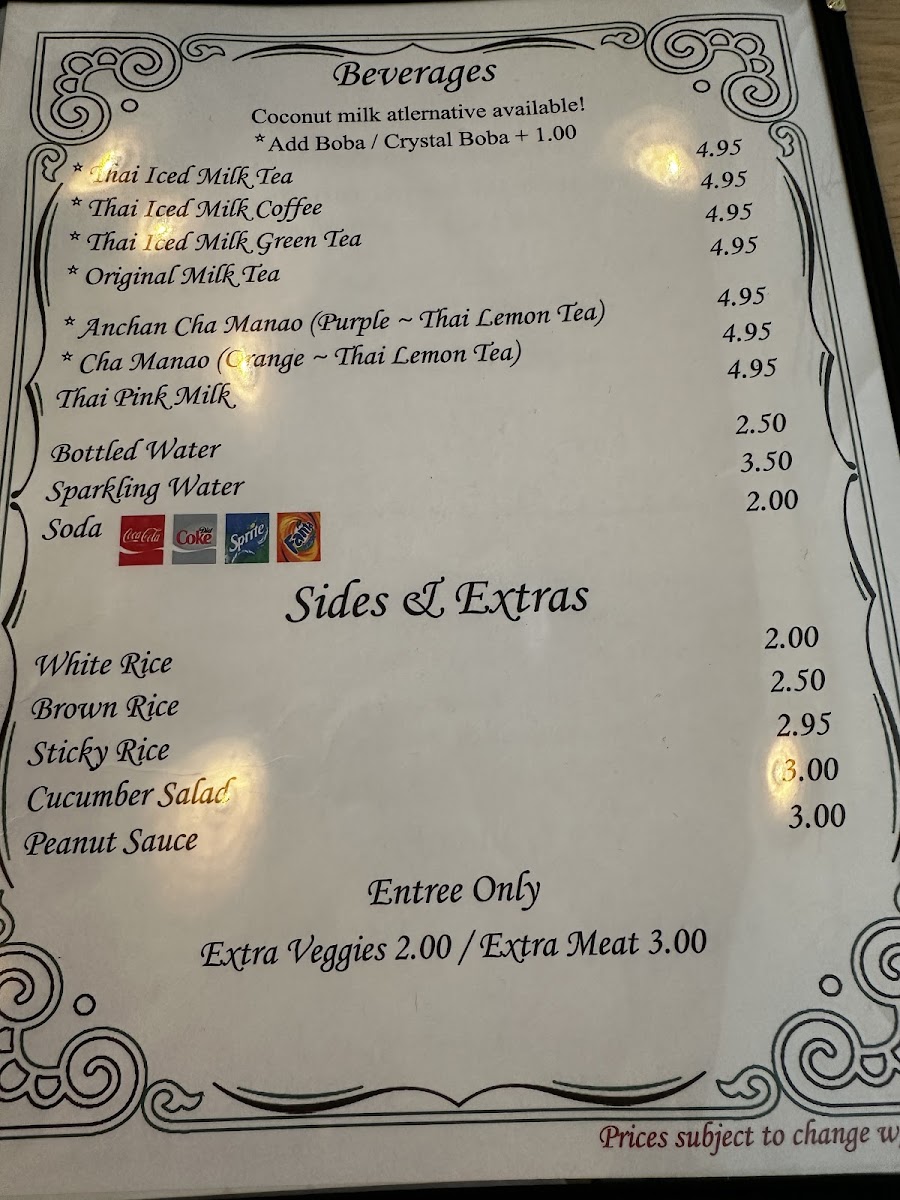 Beverages
Coconut milk atlernative available!
*Add Boba / Crystal Boba + 1.00
* Thai Iced Milk Tea 4.95
* Thai Iced Milk Coffee 4.95
* Thai Iced Milk Green Tea 4.95
* Original Milk Tea 4.95
* Anchan Cha Manao (Purple ~ Thai Lemon Tea) 4.95
* Cha Manao (Orange ~ Thai Lemon Tea) 4.95
Thai Pink Milk 4.95
Bottled Water 2.50
Sparkling Water 3.50
Soda Coca-Cola Diet Coke Sprite Fanta 2.00
Sides & Extras
White Rice 2.00
Brown Rice 2.50
Sticky Rice 2.95
Cucumber Salad 3.00
Peanut Sauce 3.00
Entree Only
Extra Veggies 2.00 / Extra Meat 3.00
Prices subject to change